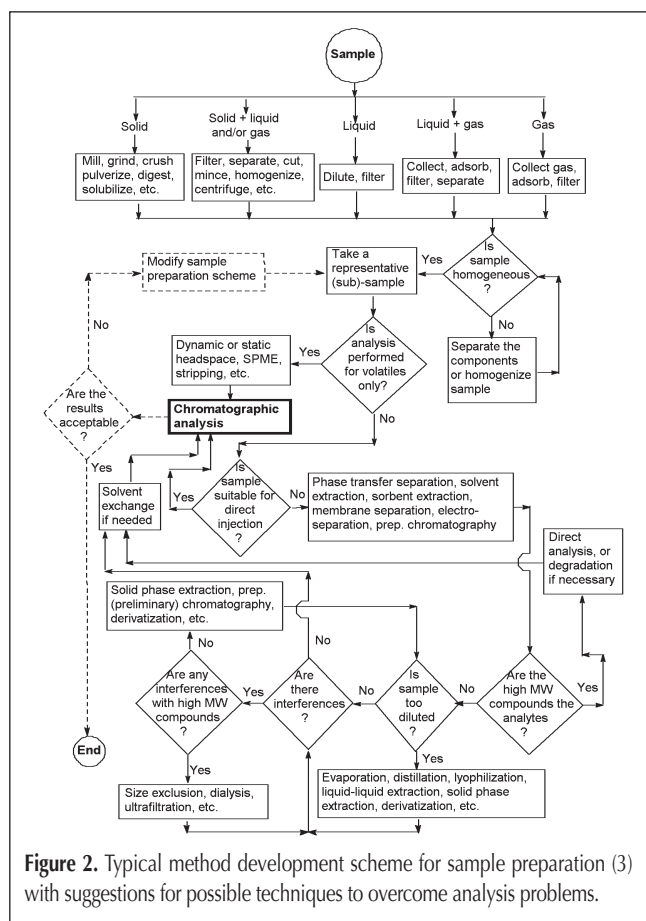 Sample
Solid
Solid + liquid
and/or gas
Liquid
Liquid + gas
Gas
Mill, grind, crush
pulverize, digest,
solubilize, etc.
Filter, separate, cut,
mince, homogenize,
centrifuge, etc.
Dilute, filter
Collect, adsorb,
filter, separate
Collect gas,
adsorb, filter
Is
sample
homogeneous
?
Yes
No
Separate the
components
or homogenize
sample
Take a
representative
(sub)-sample
Modify sample
preparation scheme
No
Is
analysis
performed
for volatiles
only?
Yes
No
Dynamic or static
headspace, SPME,
stripping, etc.
Chromatographic
analysis
Are the
results
acceptable
?
Yes
Solvent
exchange
if needed
Yes
Is
sample
suitable for
direct
injection
?
No
Phase transfer separation, solvent
extraction, sorbent extraction,
membrane separation, electro-
separation, prep. chromatography
Direct
analysis, or
degradation
if necessary
Solid phase extraction, prep.
(preliminary) chromatography,
derivatization, etc.
No
No
Are any
interferences
with high MW
compounds
?
Yes
Are
there
interferences
?
No
Is
sample
too
diluted?
No
Are the
high MW
compounds the
analytes
?
Yes
End
Yes
Yes
Size exclusion, dialysis,
ultrafiltration, etc.
Evaporation, distillation, lyophilization,
liquid-liquid extraction, solid phase
extraction, derivatization, etc.
Figure 2. Typical method development scheme for sample preparation (3)
with suggestions for possible techniques to overcome analysis problems.